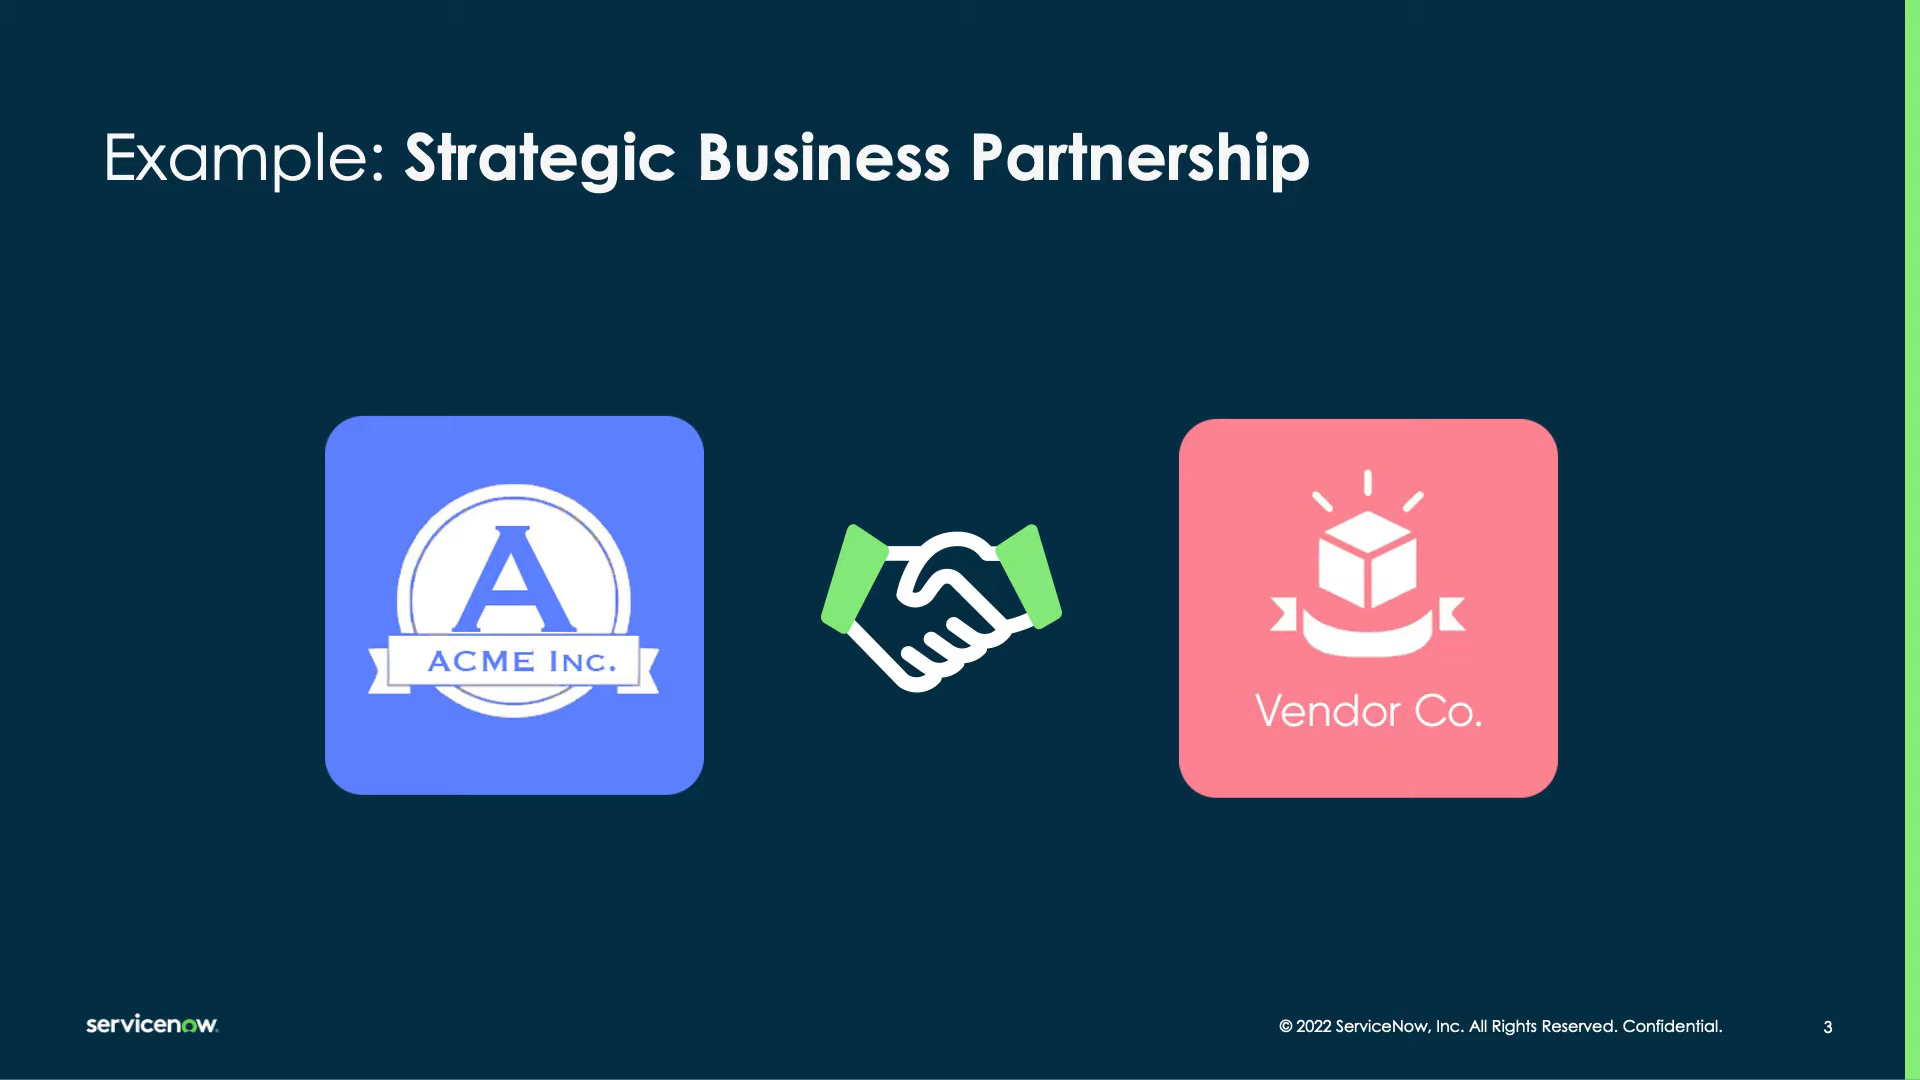 Example: Strategic Business Partnership
A
ACME Inc.
Vendor Co.
servicenow
© 2022 ServiceNow, Inc. All Rights Reserved. Confidential.
3